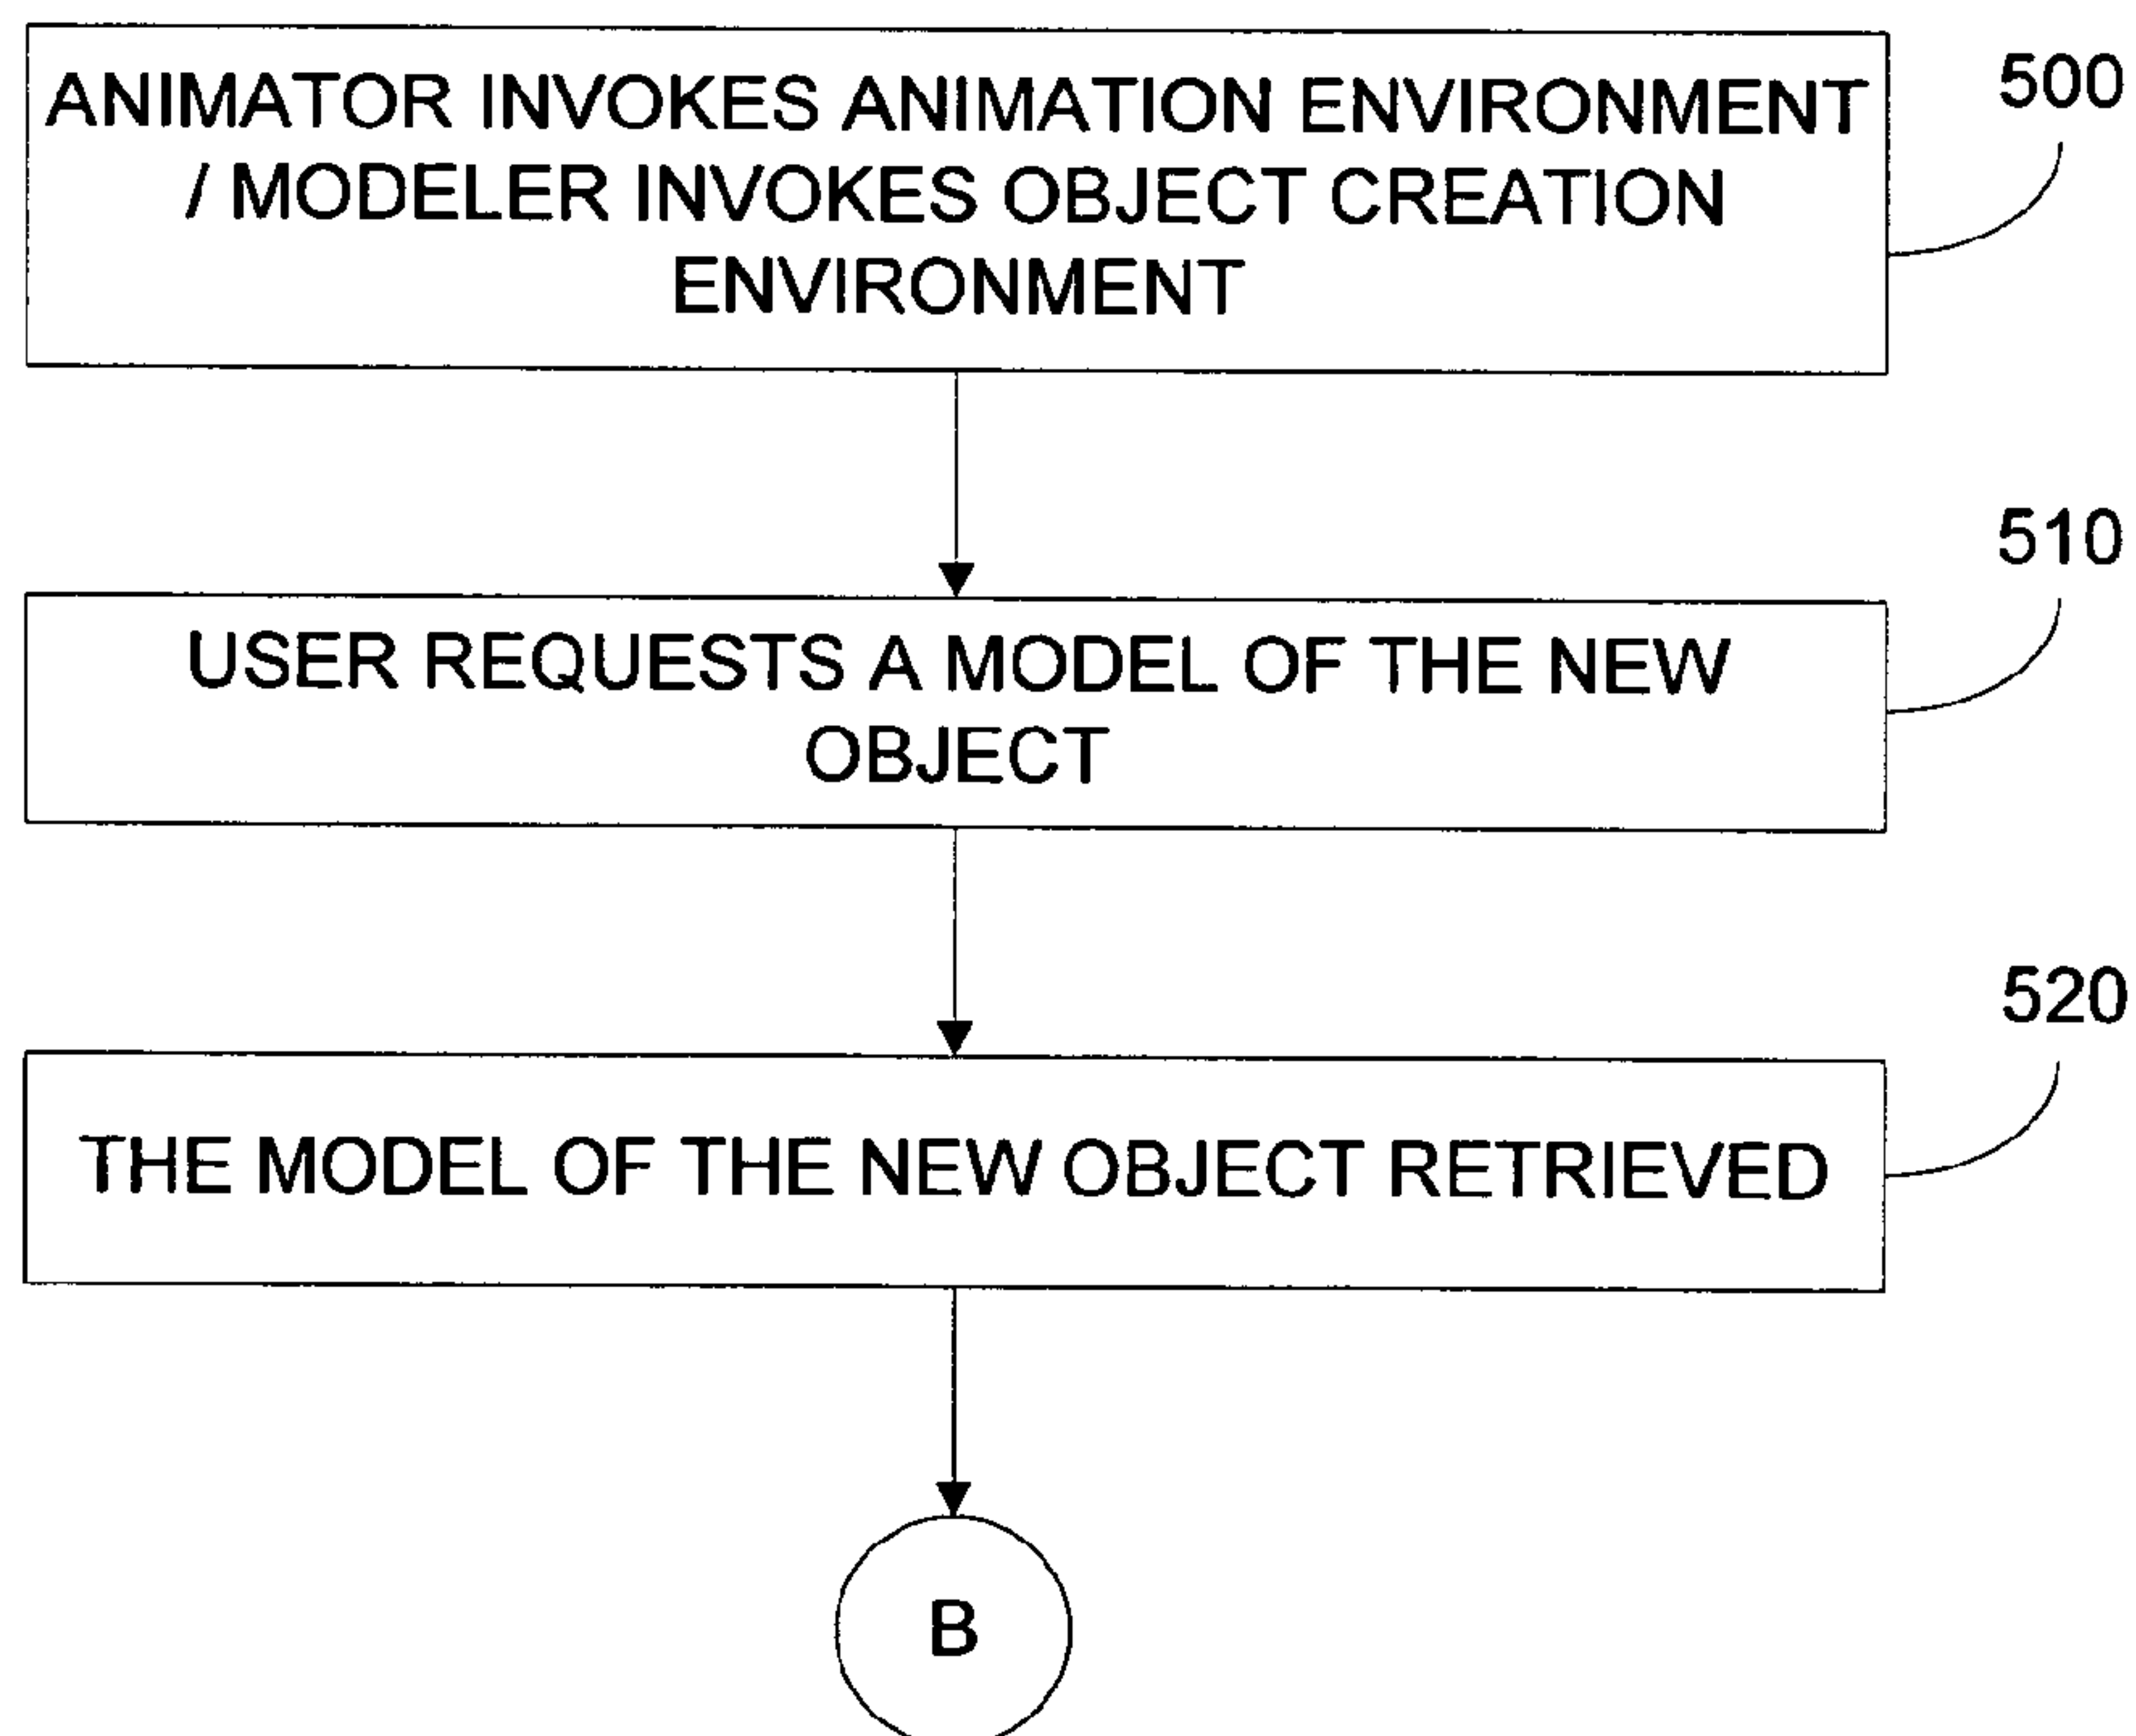 ANIMATOR INVOKES ANIMATION ENVIRONMENT
/ MODELER INVOKES OBJECT CREATION
ENVIRONMENT
500
USER REQUESTS A MODEL OF THE NEW
OBJECT
510
THE MODEL OF THE NEW OBJECT RETRIEVED
520
B